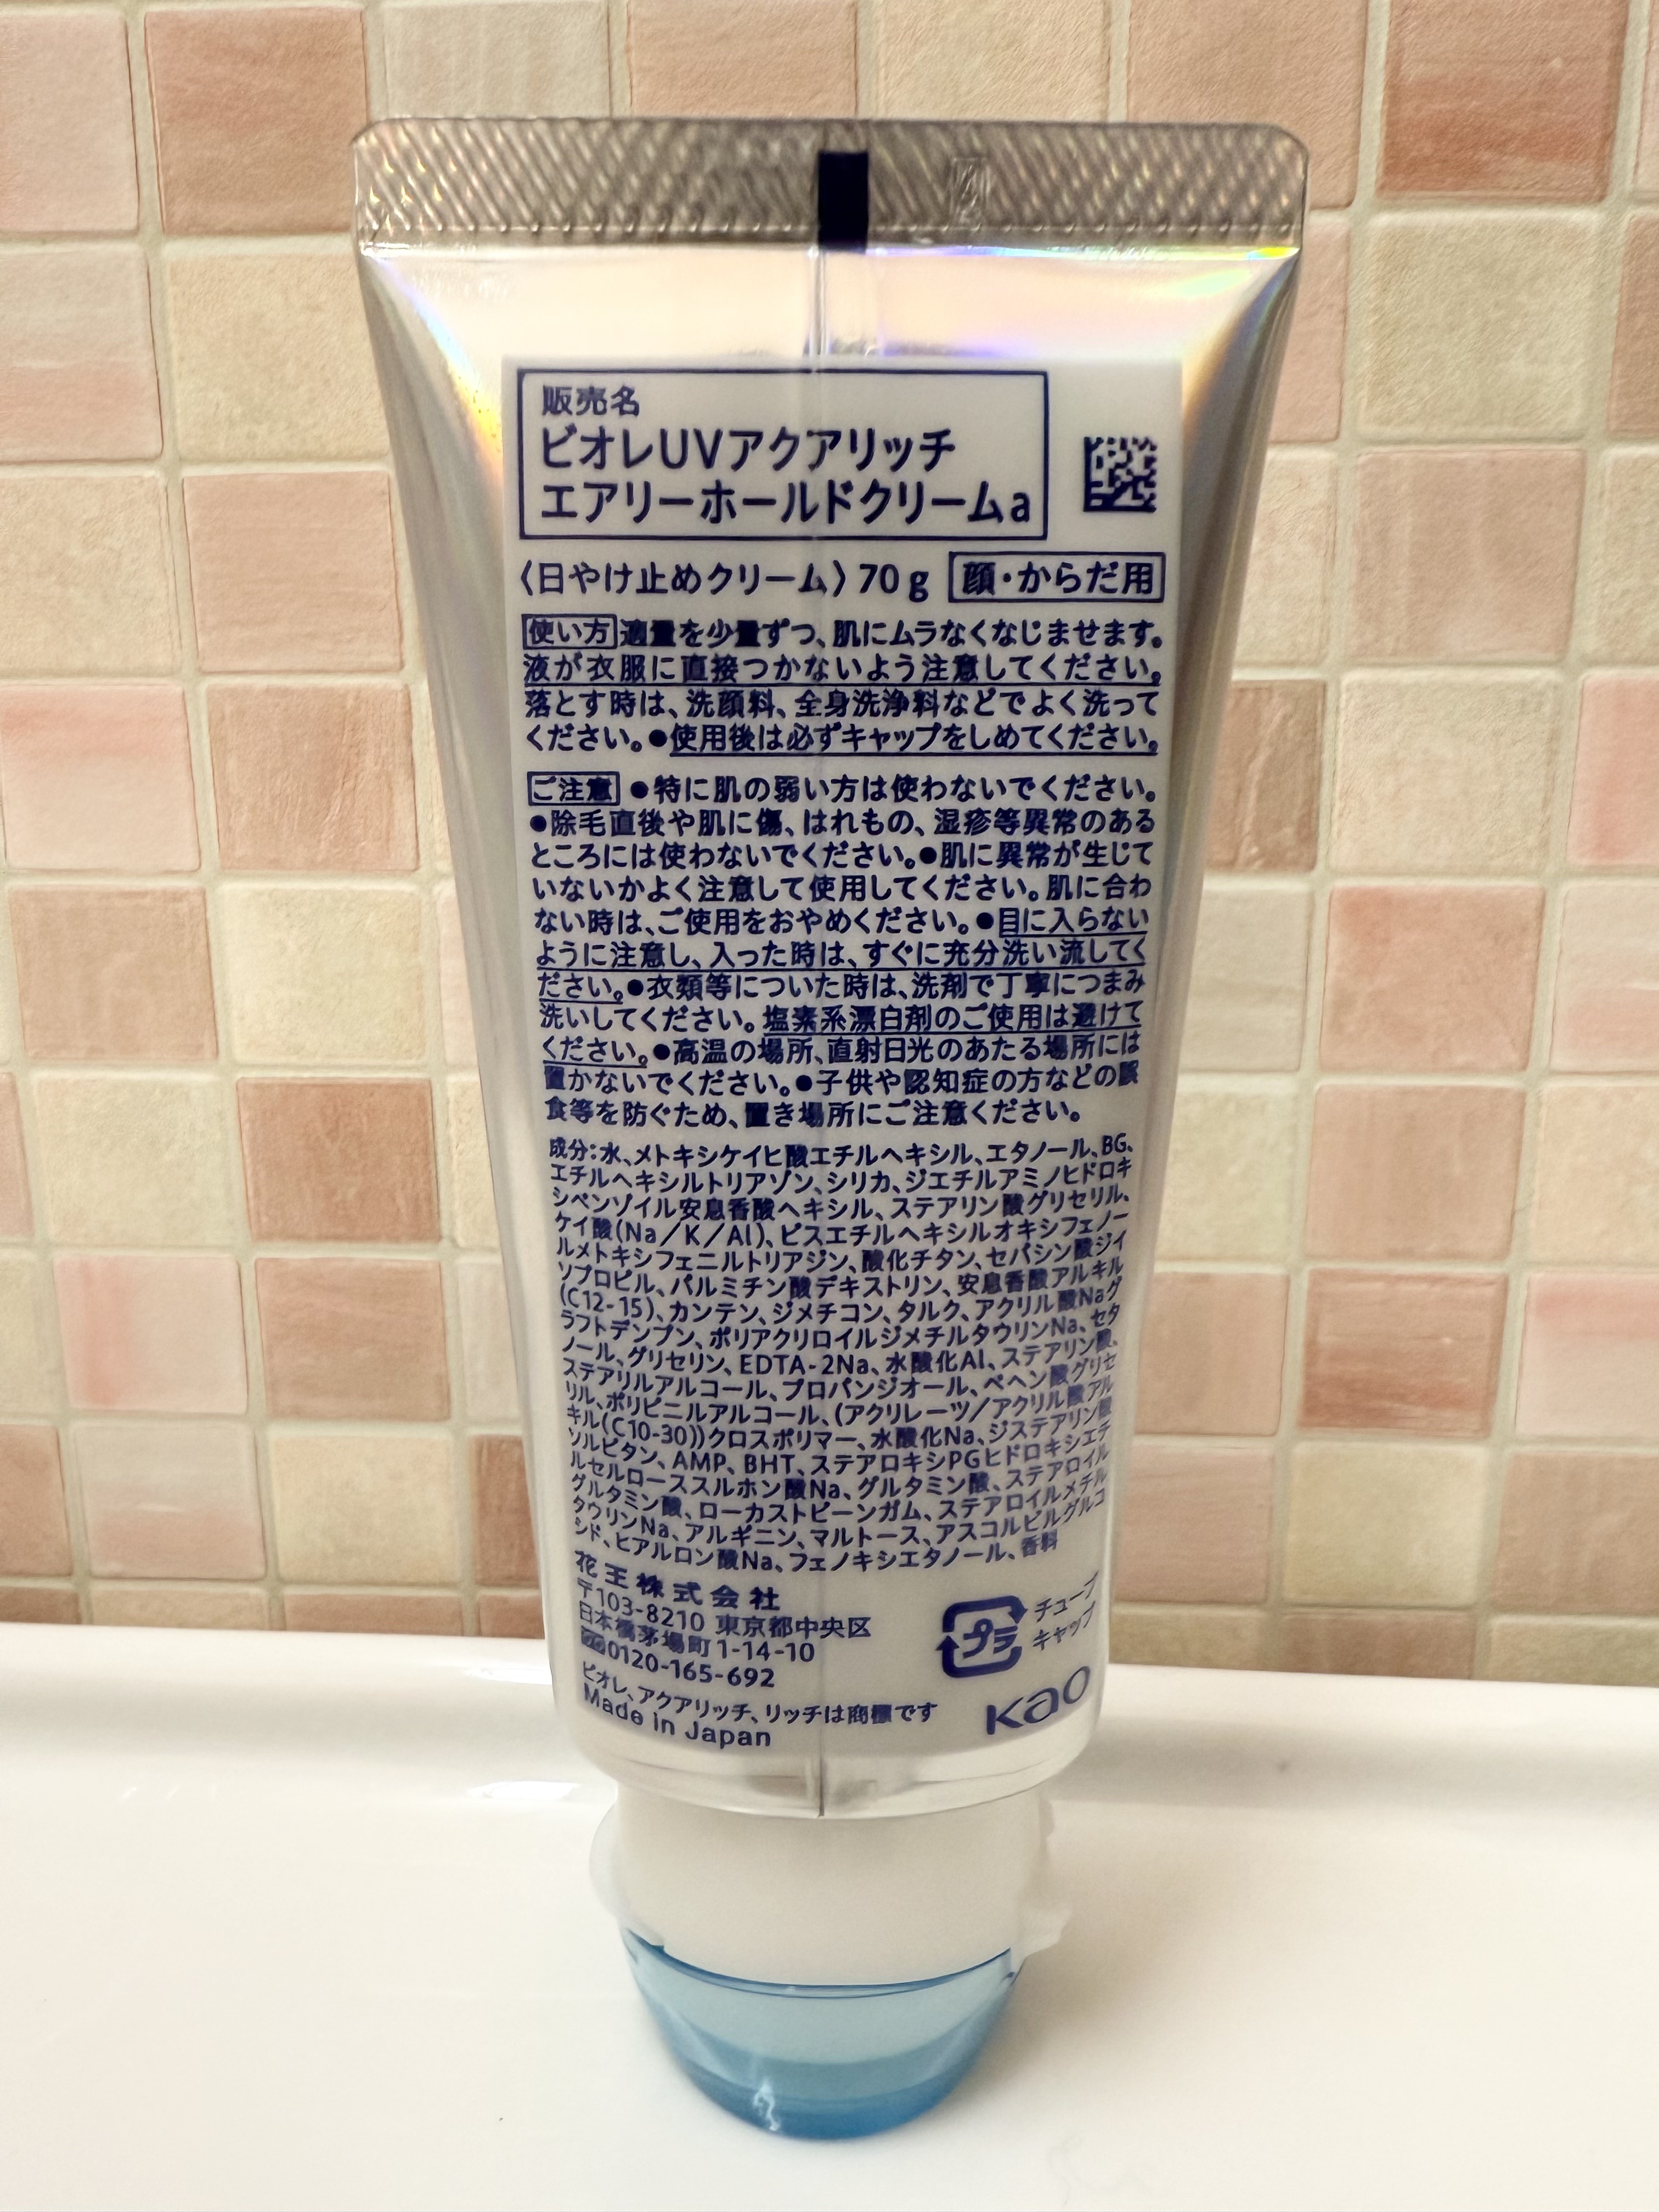 販売名
ビオレUVアクアリッチ
エアリーホールドクリームa
〈日やけ止めクリーム〉70g 顔・からだ用
使い方 適量を少量ずつ、肌にムラなくなじませます。
液が衣服に直接つかないよう注意してください。
落とす時は、洗顔料、全身洗浄料などでよく洗って
ください。●使用後は必ずキャップをしめてください。
ご注意 ●特に肌の弱い方は使わないでください。
●除毛直後や肌に傷、はれもの、湿疹等異常のある
ところには使わないでください。●肌に異常が生じて
いないかよく注意して使用してください。肌に合わ
ない時は、ご使用をおやめください。●目に入らない
ように注意し、入った時は、すぐに充分洗い流してく
ださい。●衣類等についた時は、洗剤で丁寧につまみ
洗いしてください。塩素系漂白剤のご使用は避けて
ください。●高温の場所、直射日光のあたる場所には
置かないでください。●子供や認知症の方などの誤
食等を防ぐため、置き場所にご注意ください。
成分：水、メトキシケイヒ酸エチルヘキシル、エタノール、BG、
エチルヘキシルトリアゾン、シリカ、ジエチルアミノヒドロキ
シベンゾイル安息香酸ヘキシル、ステアリン酸グリセリル、
ケイ酸(Na／K／Al)、ビスエチルヘキシルオキシフェノー
ルメトキシフェニルトリアジン、酸化チタン、セバシン酸ジイ
ソプロピル、パルミチン酸デキストリン、安息香酸アルキル
(C12-15)、カンテン、ジメチコン、タルク、アクリル酸Naグ
ラフトデンプン、ポリアクリロイルジメチルタウリンNa、セタ
ノール、グリセリン、EDTA-2Na、水酸化Al、ステアリン酸、
ステアリルアルコール、プロパンジオール、ベヘン酸グリセ
リル、ポリビニルアルコール、(アクリレーツ／アクリル酸アル
キル(C10-30))クロスポリマー、水酸化Na、ジステアリン酸
ソルビタン、AMP、BHT、ステアロキシPGヒドロキシエチ
ルセルローススルホン酸Na、グルタミン酸、ステアロイル
グルタミン酸、ローカストビーンガム、ステアロイルメチル
タウリンNa、アルギニン、マルトース、アスコルビルグルコ
シド、ヒアルロン酸Na、フェノキシエタノール、香料
花王株式会社
〒103-8210 東京都中央区
日本橋茅場町1-14-10
0120-165-692
ビオレ、アクアリッチ、リッチは商標です
Made in Japan
プラ チューブ
キャップ
Kao